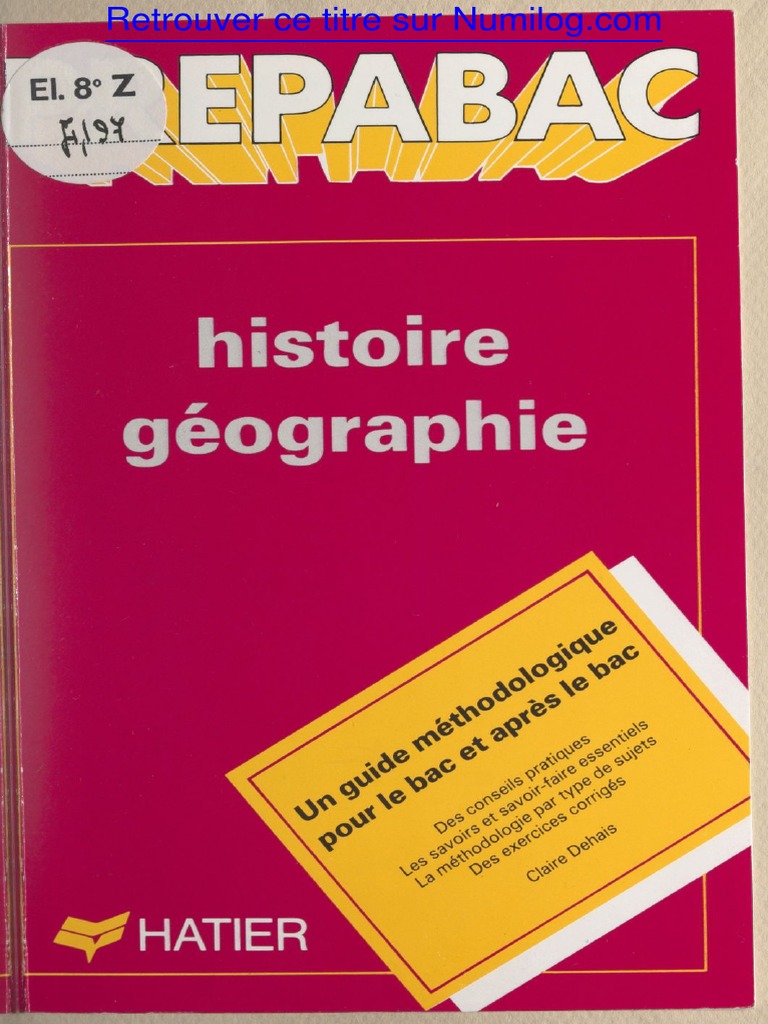 Retrouver ce titre sur Numilog.com
El. 8° Z
REPABAC
histoire
géographie
Un guide méthodologique
pour le bac et après le bac
Des conseils pratiques
Les savoirs et savoir-faire essentiels
La méthodologie par type de sujets
Des exercices corrigés
Claire Dehais
HATIER